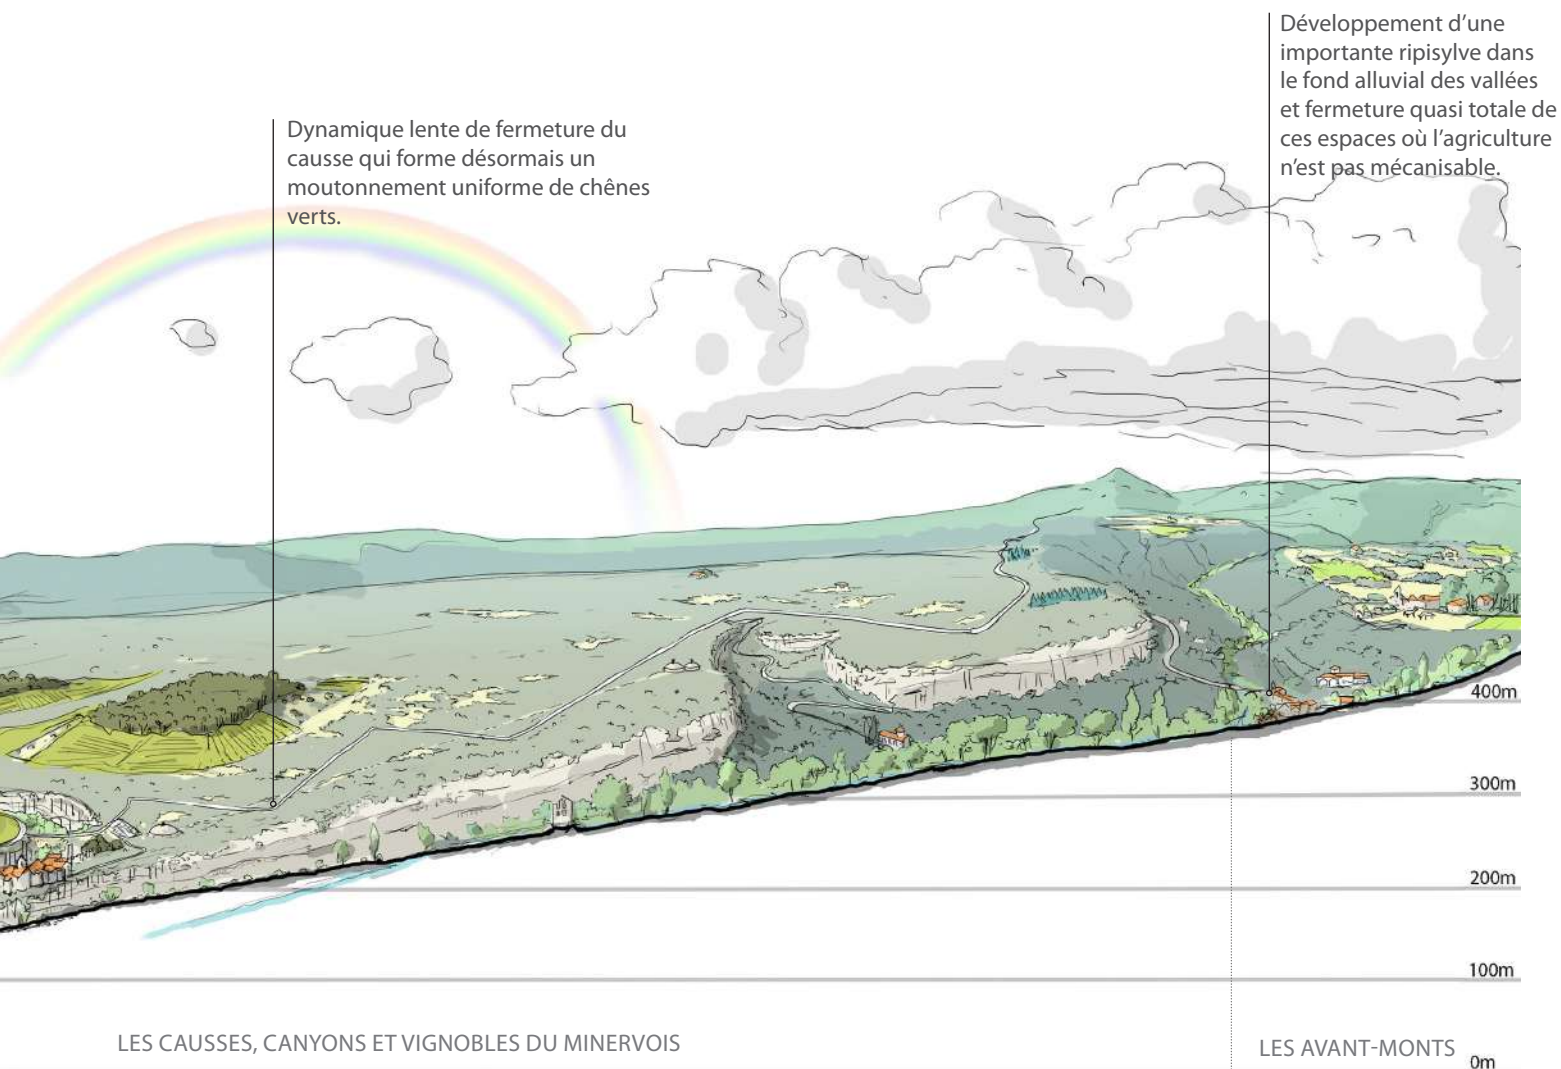 Développement d’une
importante ripisylve dans
le fond alluvial des vallées
et fermeture quasi totale de
ces espaces où l’agriculture
n’est pas mécanisable.
Dynamique lente de fermeture du
causse qui forme désormais un
moutonnement uniforme de chênes
verts.
400m
300m
200m
100m
LES CAUSSES, CANYONS ET VIGNOBLES DU MINERVOIS
LES AVANT-MONTS
0m